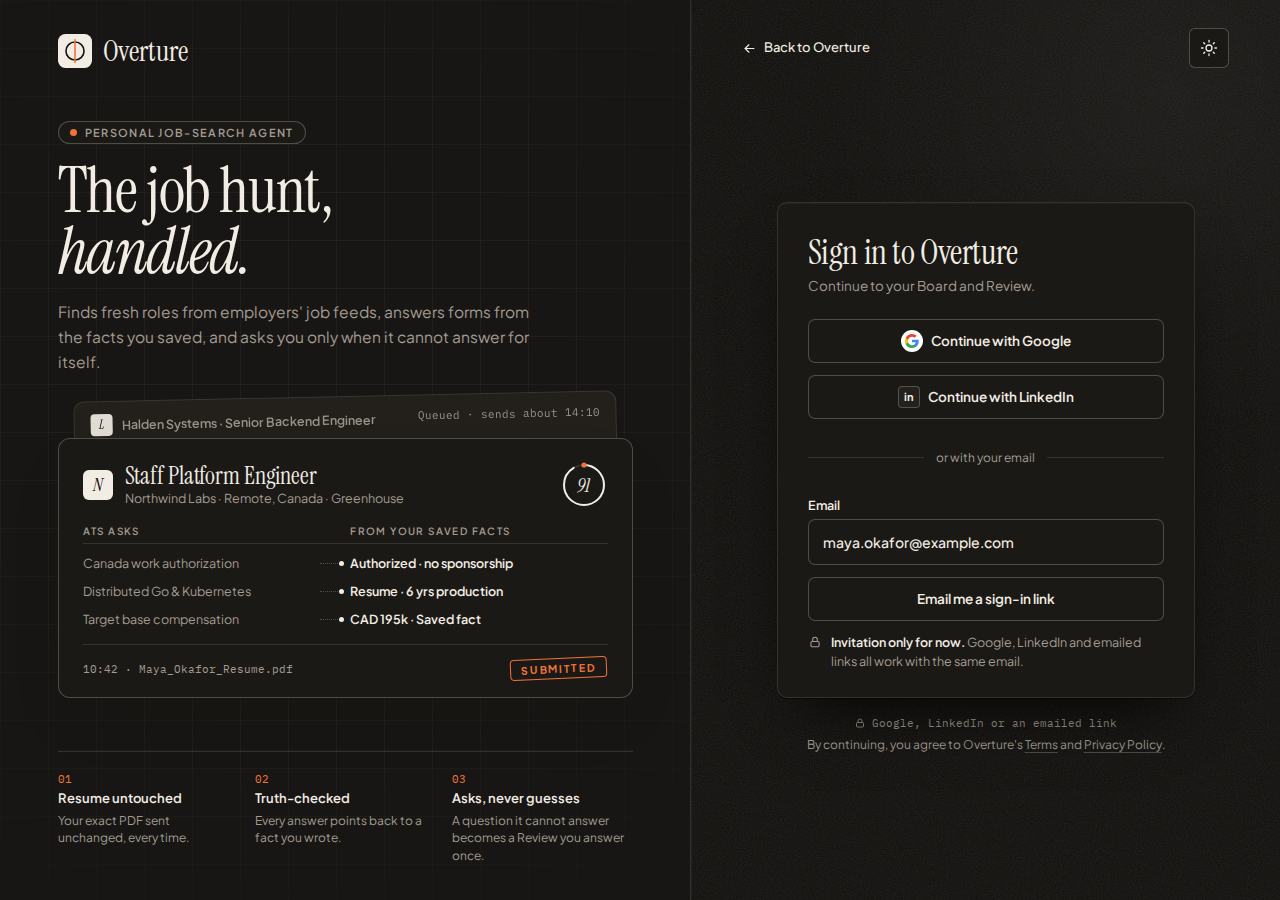 Overture
PERSONAL JOB-SEARCH AGENT
The job hunt,
handled.
Finds fresh roles from employers' job feeds, answers forms from
the facts you saved, and asks you only when it cannot answer for
itself.
L Halden Systems · Senior Backend Engineer Queued · sends about 14:10
N Staff Platform Engineer 91
Northwind Labs · Remote, Canada · Greenhouse
ATS ASKS FROM YOUR SAVED FACTS
Canada work authorization Authorized · no sponsorship
Distributed Go & Kubernetes Resume · 6 yrs production
Target base compensation CAD 195k · Saved fact
10:42 · Maya_Okafor_Resume.pdf SUBMITTED
01
Resume untouched
Your exact PDF sent
unchanged, every time.
02
Truth-checked
Every answer points back to a
fact you wrote.
03
Asks, never guesses
A question it cannot answer
becomes a Review you answer
once.
← Back to Overture
Sign in to Overture
Continue to your Board and Review.
Continue with Google
in Continue with LinkedIn
or with your email
Email
maya.okafor@example.com
Email me a sign-in link
Invitation only for now. Google, LinkedIn and emailed
links all work with the same email.
Google, LinkedIn or an emailed link
By continuing, you agree to Overture's Terms and Privacy Policy.